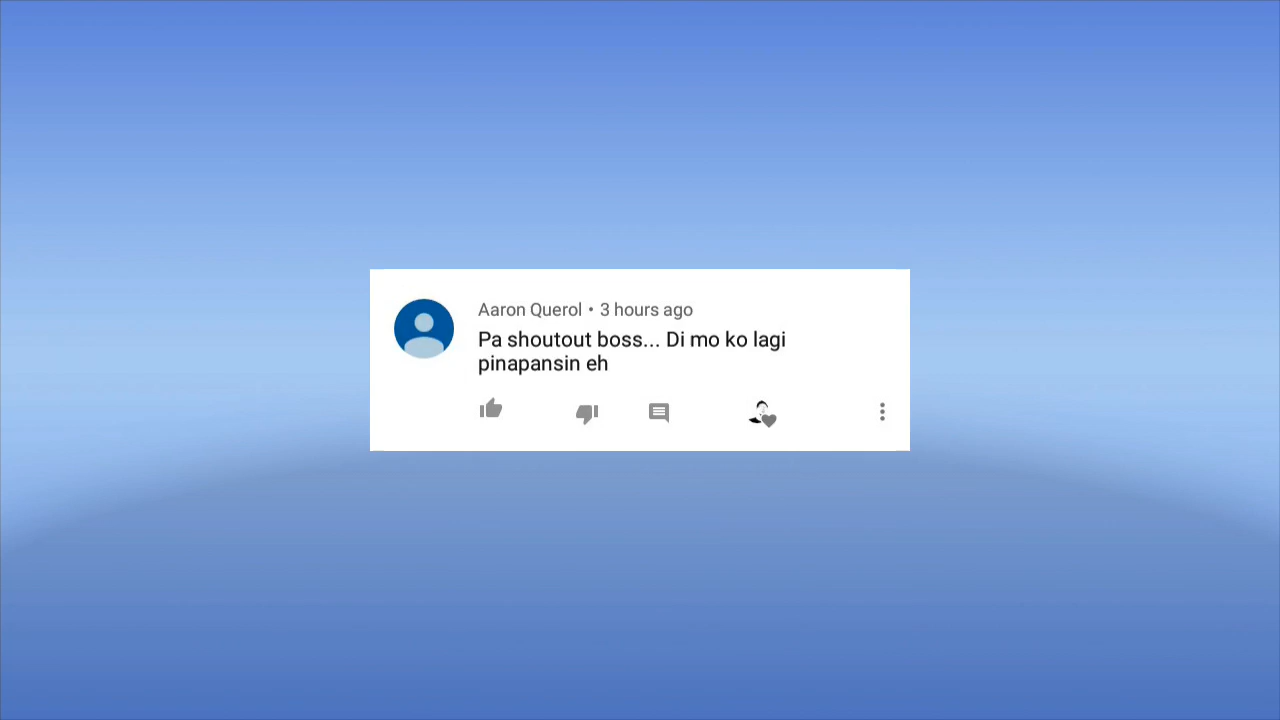 Aaron Querol • 3 hours ago
Pa shoutout boss... Di mo ko lagi
pinapansin eh